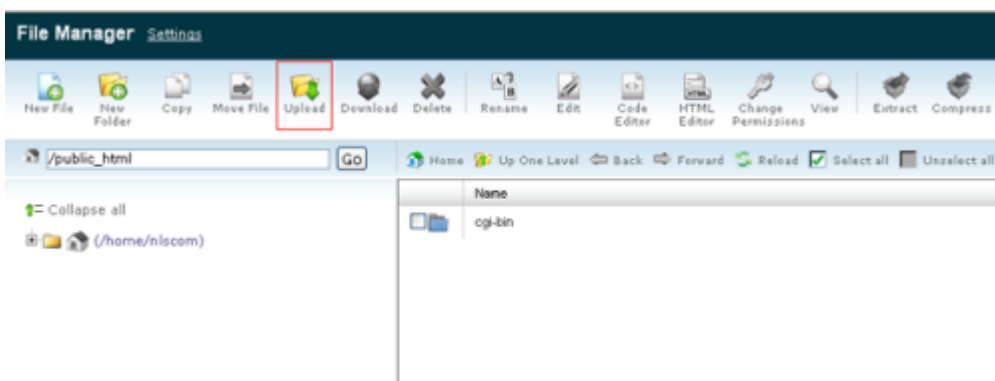 File Manager Settings
New File New Folder Copy Move File Upload Download Delete Rename Edit Code Editor HTML Editor Change Permissions View Extract Compress
/public_html Go Home Up One Level Back Forward Reload Select all Unselect all
Name
Collapse all
cgi-bin
(/home/nlscom)